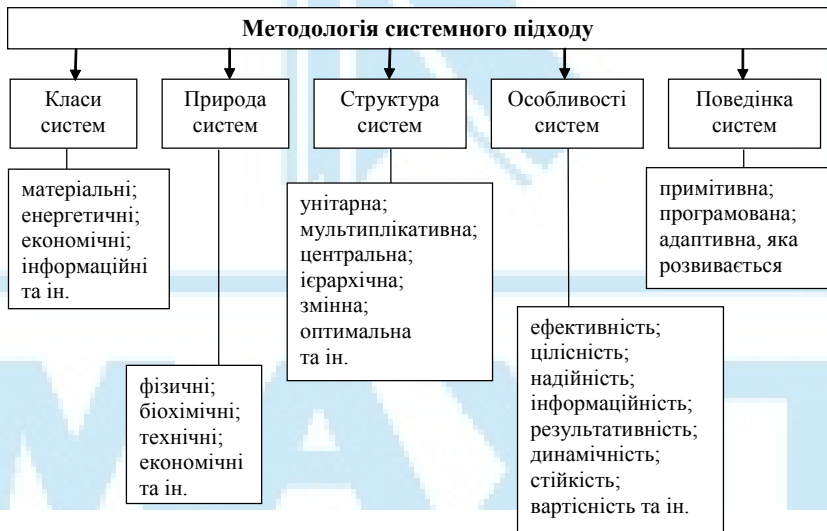 Методологія системного підходу
Класи
систем
Природа
систем
Структура
систем
Особливості
систем
Поведінка
систем
матеріальні;
енергетичні;
економічні;
інформаційні
та ін.
фізичні;
біохімічні;
технічні;
економічні
та ін.
унітарна;
мультиплікативна;
центральна;
ієрархічна;
змінна;
оптимальна
та ін.
ефективність;
цілісність;
надійність;
інформаційність;
результативність;
динамічність;
стійкість;
вартісність та ін.
примітивна;
програмована;
адаптивна, яка
розвивається